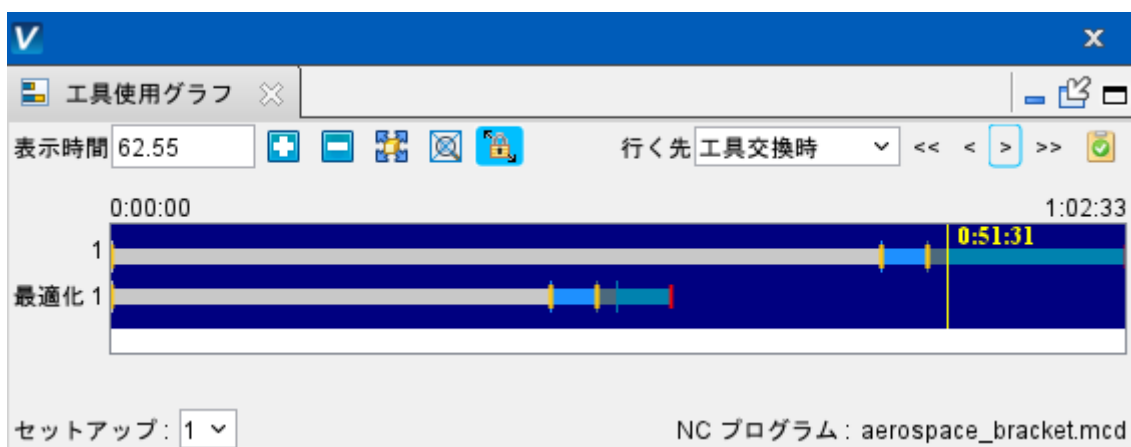 V
工具使用グラフ
表示時間 62.55 行く先 工具交換時 << < > >>
0:00:00 1:02:33
1 0:51:31
最適化 1
セットアップ : 1 NC プログラム : aerospace_bracket.mcd